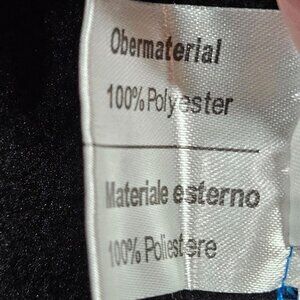 Obermaterial
100% Polyester
Materiale esterno
100% Poliestere